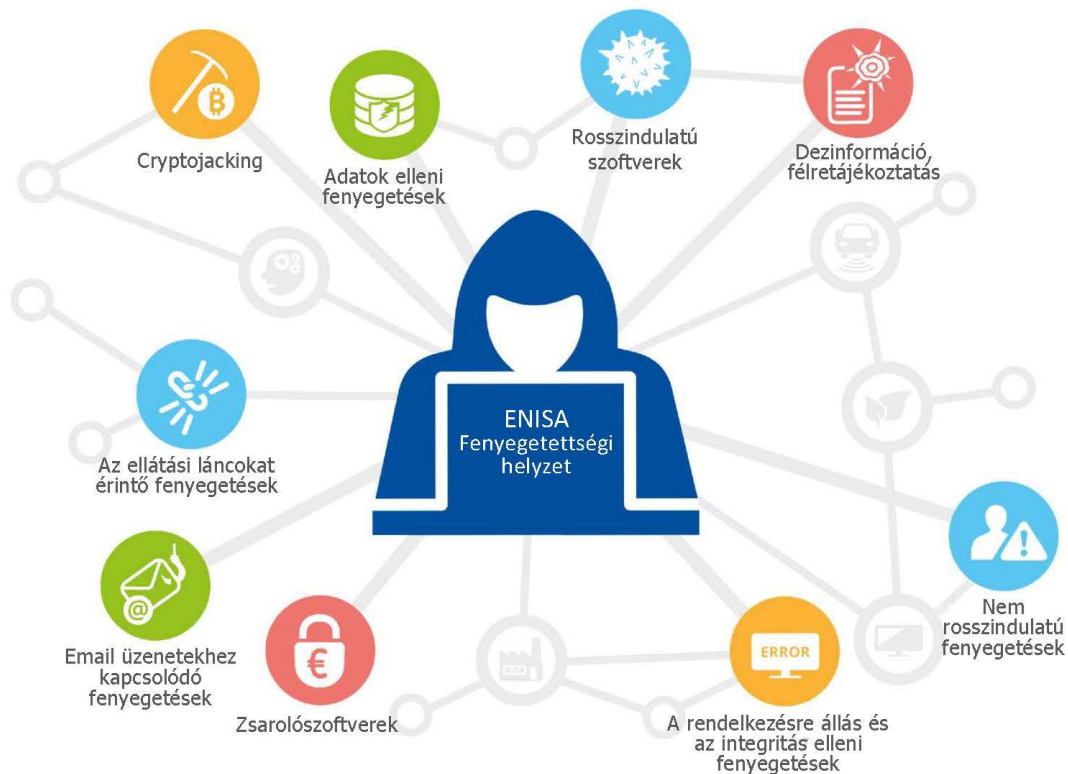 Cryptojacking
Adatok elleni
fenyegetések
Rosszindulatú
szoftverek
Dezinformáció,
félretájékoztatás
ENISA
Fenyegetettségi
helyzet
Az ellátási láncokat
érintő fenyegetések
Email üzenetekhez
kapcsolódó
fenyegetések
€
Zsarolószoftverek
ERROR
A rendelkezésre állás és
az integritás elleni
fenyegetések
Nem
rosszindulatú
fenyegetések